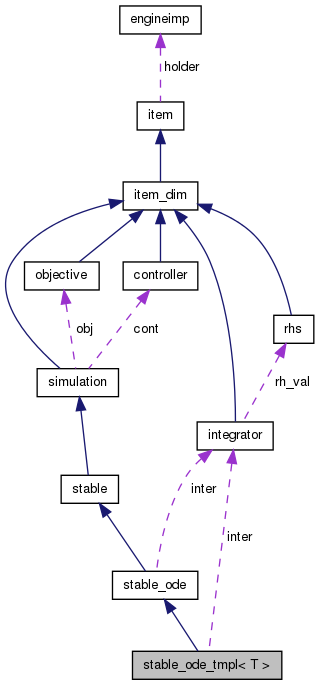 engineimp
holder
item
item_dim
objective
controller
rhs
obj
cont
simulation
rh_val
integrator
stable
inter
inter
stable_ode
stable_ode_tmpl< T >